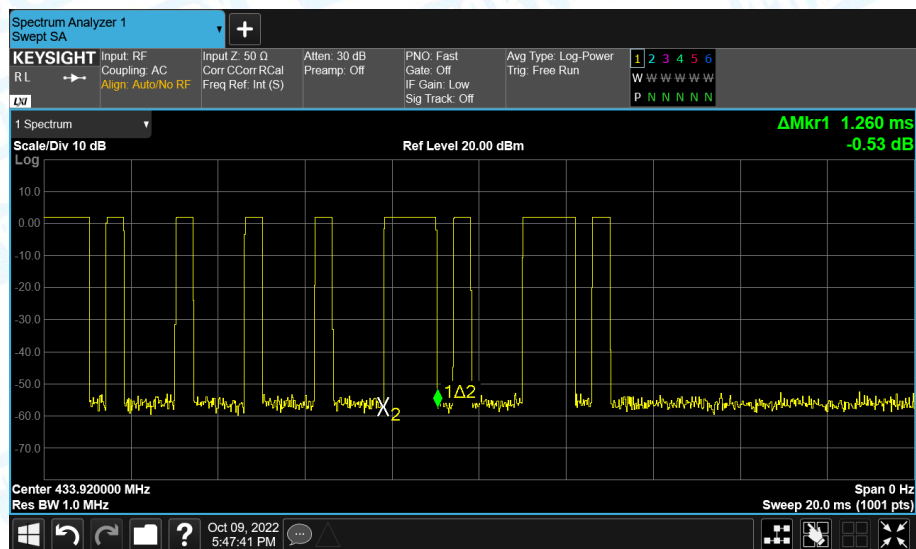 Spectrum Analyzer 1
Swept SA
KEYSIGHT
RL
LXI
Input: RF
Coupling: AC
Align: Auto/No RF
Input Z: 50 Ω
Corr CCorr RCal
Freq Ref: Int (S)
Atten: 30 dB
Preamp: Off
PNO: Fast
Gate: Off
IF Gain: Low
Sig Track: Off
Avg Type: Log-Power
Trig: Free Run
1 2 3 4 5 6
W W W W W W
P N N N N N
1 Spectrum
ΔMkr1 1.260 ms
-0.53 dB
Scale/Div 10 dB
Ref Level 20.00 dBm
Log
10.0
0.00
-10.0
-20.0
-30.0
-40.0
-50.0
-60.0
-70.0
1Δ2
X2
Center 433.920000 MHz
Res BW 1.0 MHz
Span 0 Hz
Sweep 20.0 ms (1001 pts)
?
Oct 09, 2022
5:47:41 PM